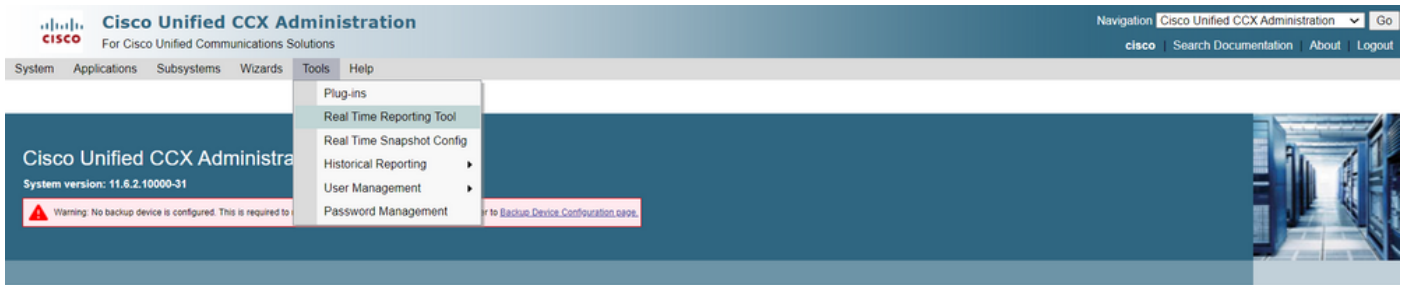 Cisco Unified CCX Administration
For Cisco Unified Communications Solutions
Navigation Cisco Unified CCX Administration Go
cisco Search Documentation About Logout
CISCO
System Applications Subsystems Wizards Tools Help
Plug-ins
Real Time Reporting Tool
Real Time Snapshot Config
Historical Reporting
User Management
Password Management
Cisco Unified CCX Administra
System version: 11.6.2.10000-31
Warning: No backup device is configured. This is required to
er to Backup Device Configuration page.